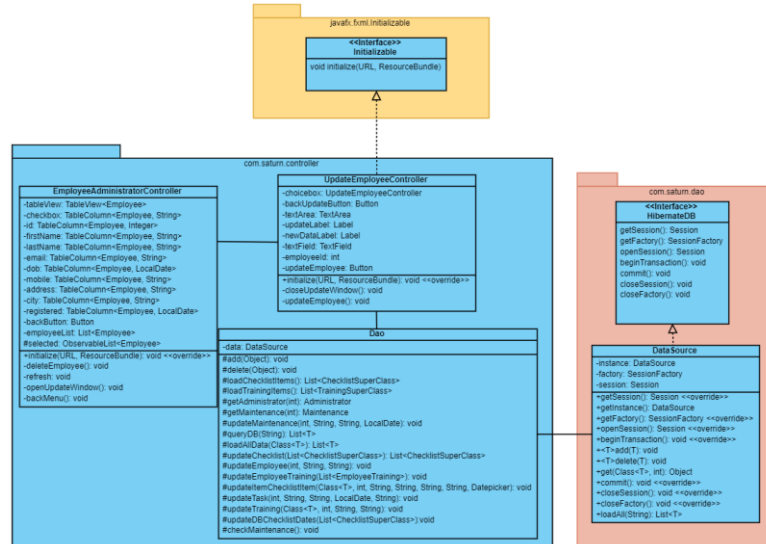 javafx.fxml.Initializable
<<Interface>>
Initializable
void initialize(URL, ResourceBundle)
com.saturn.controller
EmployeeAdministratorController
-tableView: TableView<Employee>
-checkbox: TableColumn<Employee, String>
-id: TableColumn<Employee, Integer>
-firstName: TableColumn<Employee, String>
-lastName: TableColumn<Employee, String>
-email: TableColumn<Employee, String>
-dob: TableColumn<Employee, LocalDate>
-mobile: TableColumn<Employee, String>
-address: TableColumn<Employee, String>
-city: TableColumn<Employee, String>
-registered: TableColumn<Employee, LocalDate>
-backButton: Button
-employeeList: List<Employee>
#selected: ObservableList<Employee>
+initialize(URL, ResourceBundle): void <<override>>
-deleteEmployee(): void
-refresh: void
-openUpdateWindow(): void
-backMenu(): void
UpdateEmployeeController
-choicebox: UpdateEmployeeController
-backUpdateButton: Button
-textArea: TextArea
-updateLabel: Label
-newDataLabel: Label
-textField: TextField
-employeeId: int
-updateEmployee: Button
+initialize(URL, ResourceBundle): void <<override>>
-closeUpdateWindow(): void
-updateEmployee(): void
Dao
-data: DataSource
#add(Object): void
#delete(Object): void
#loadChecklistItems(): List<ChecklistSuperClass>
#loadTrainingItems(): List<TrainingSuperClass>
#getAdministrator(int): Administrator
#getMaintenance(int): Maintenance
#updateMaintenance(int, String, String, LocalDate): void
#queryDB(String): List<T>
#loadAllData(Class<T>): List<T>
#updateChecklist(List<ChecklistSuperClass>): List<ChecklistSuperClass>
#updateEmployee(int, String, String): void
#updateEmployeeTraining(List<EmployeeTraining>): void
#updateItemChecklistItem(Class<T>, int, String, String, String, String, Datepicker): void
#updateTask(int, String, String, LocalDate, String): void
#updateTraining(Class<T>, int, String, String): void
#updateDBChecklistDates(List<ChecklistSuperClass>):void
#checkMaintenance(): void
com.saturn.dao
<<Interface>>
HibernateDB
getSession(): Session
getFactory(): SessionFactory
openSession(): Session
beginTransaction(): void
commit(): void
closeSession(): void
closeFactory(): void
DataSource
-instance: DataSource
-factory: SessionFactory
-session: Session
+getSession(): Session <<override>>
+getInstance(): DataSource
+getFactory(): SessionFactory <<override>>
+openSession(): Session <<override>>
+beginTransaction(): void <<override>>
+<T>add(T)
+<T>delete(T)
+get(Class<T>, int): Object
+commit(): void <<override>>
+closeSession(): void <<override>>
+closeFactory(): void <<override>>
+loadAll(String): List<T>